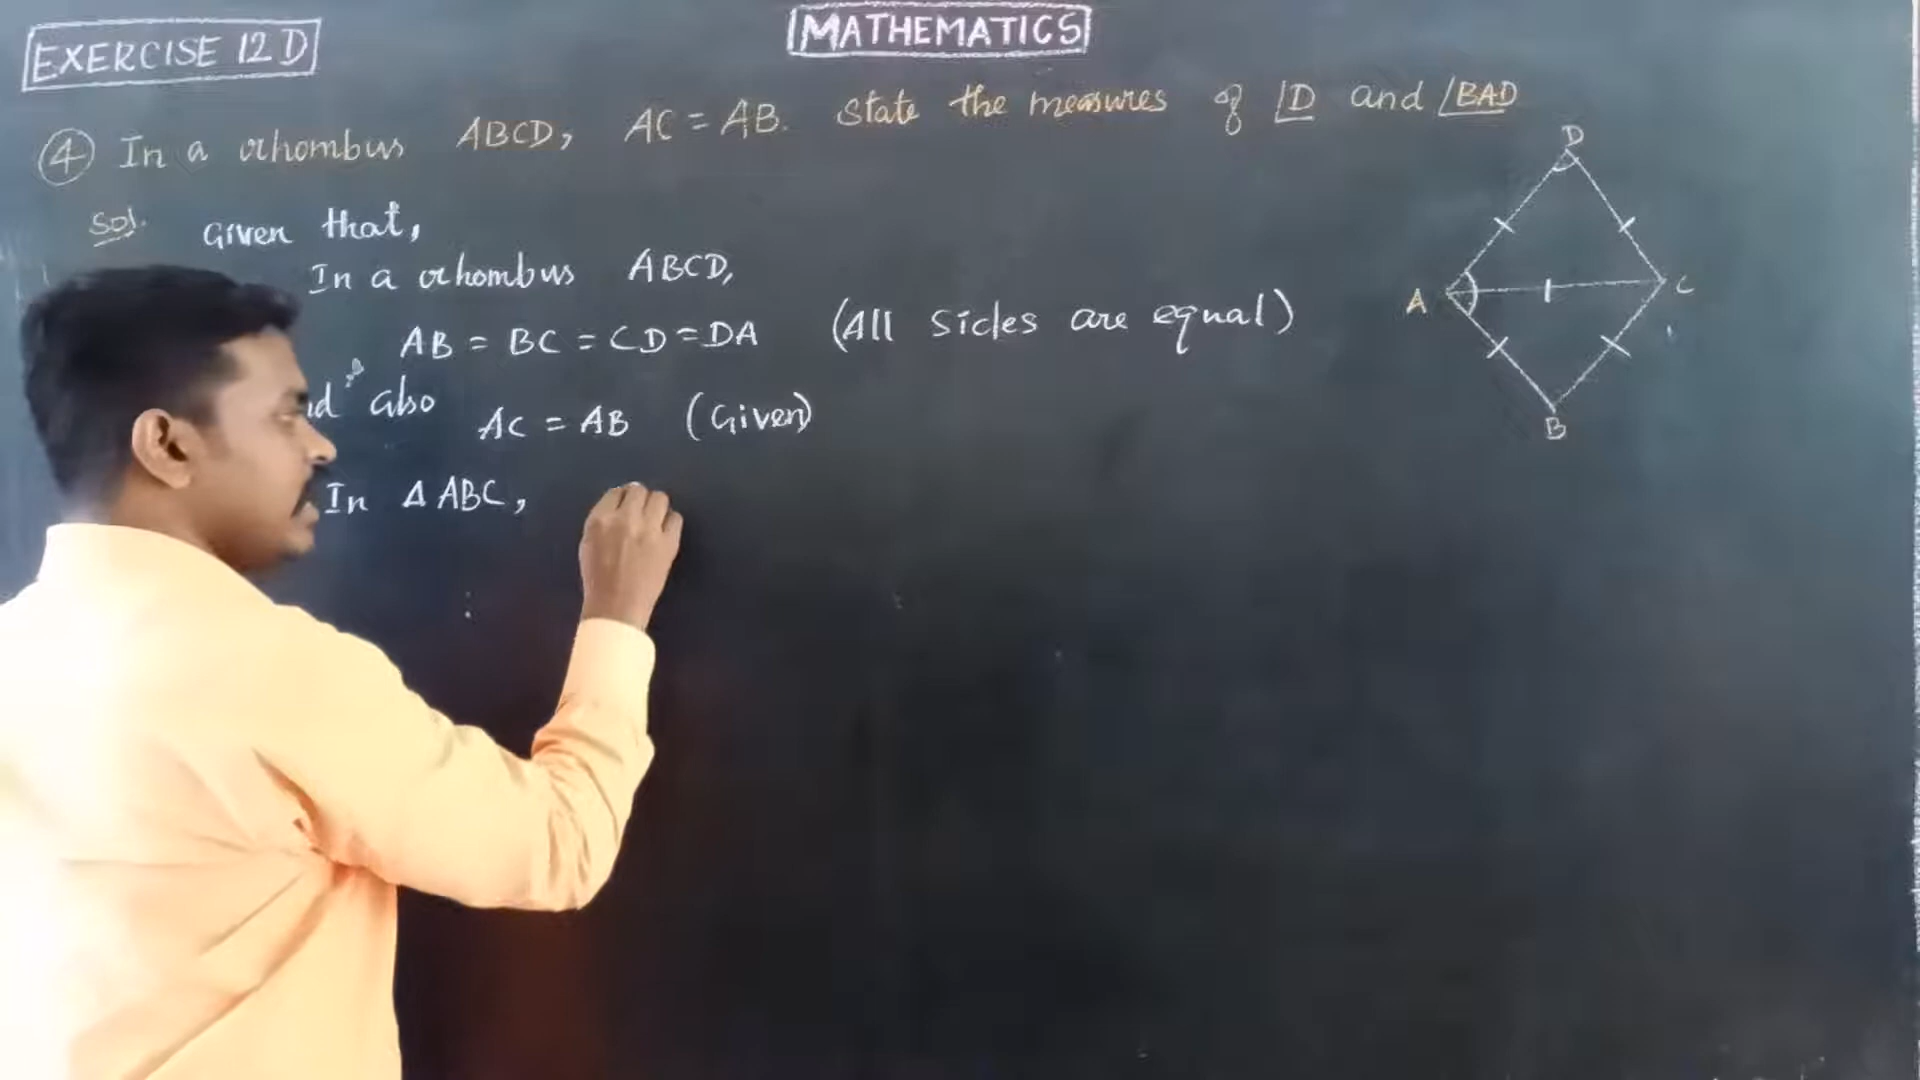 EXERCISE 12D
MATHEMATICS
④ In a rhombus ABCD, AC = AB. state the measures of ∠D and ∠BAD
Sol. Given that,
In a rhombus ABCD,
AB = BC = CD = DA (All sides are equal)
also
AC = AB (Given)
In Δ ABC,
D
A
C
B